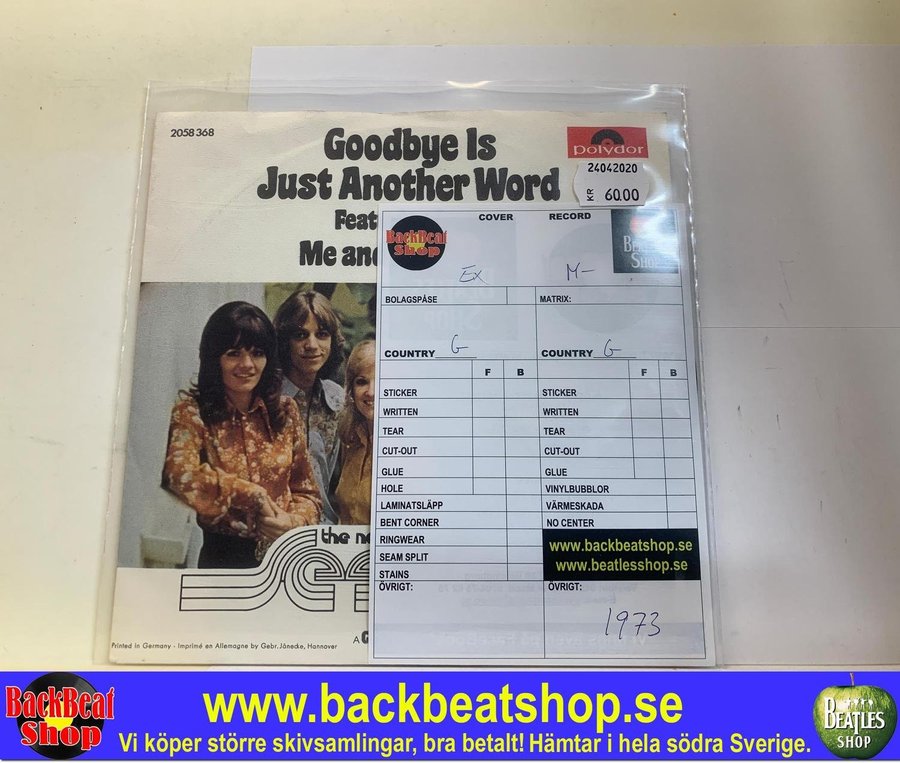 2058 368
Goodbye Is
Just Another Word
Feat
Me and
polydor
24042020
KR 60.00
COVER RECORD
BackBeat
Shop
BEATLES
SHOP
Ex M-
BOLAGSPÅSE MATRIX:
COUNTRY G COUNTRY G
F B F B
STICKER STICKER
WRITTEN WRITTEN
TEAR TEAR
CUT-OUT CUT-OUT
GLUE GLUE
HOLE VINYLBUBBLOR
LAMINATSLÄPP VÄRMESKADA
BENT CORNER NO CENTER
RINGWEAR www.backbeatshop.se
SEAM SPLIT www.beatlesshop.se
STAINS
ÖVRIGT: ÖVRIGT:
1973
the ne
See
A
Printed in Germany - Imprimé en Allemagne by Gebr. Jänecke, Hannover
BackBeat
Shop
www.backbeatshop.se
Vi köper större skivsamlingar, bra betalt! Hämtar i hela södra Sverige.
BEATLES
SHOP